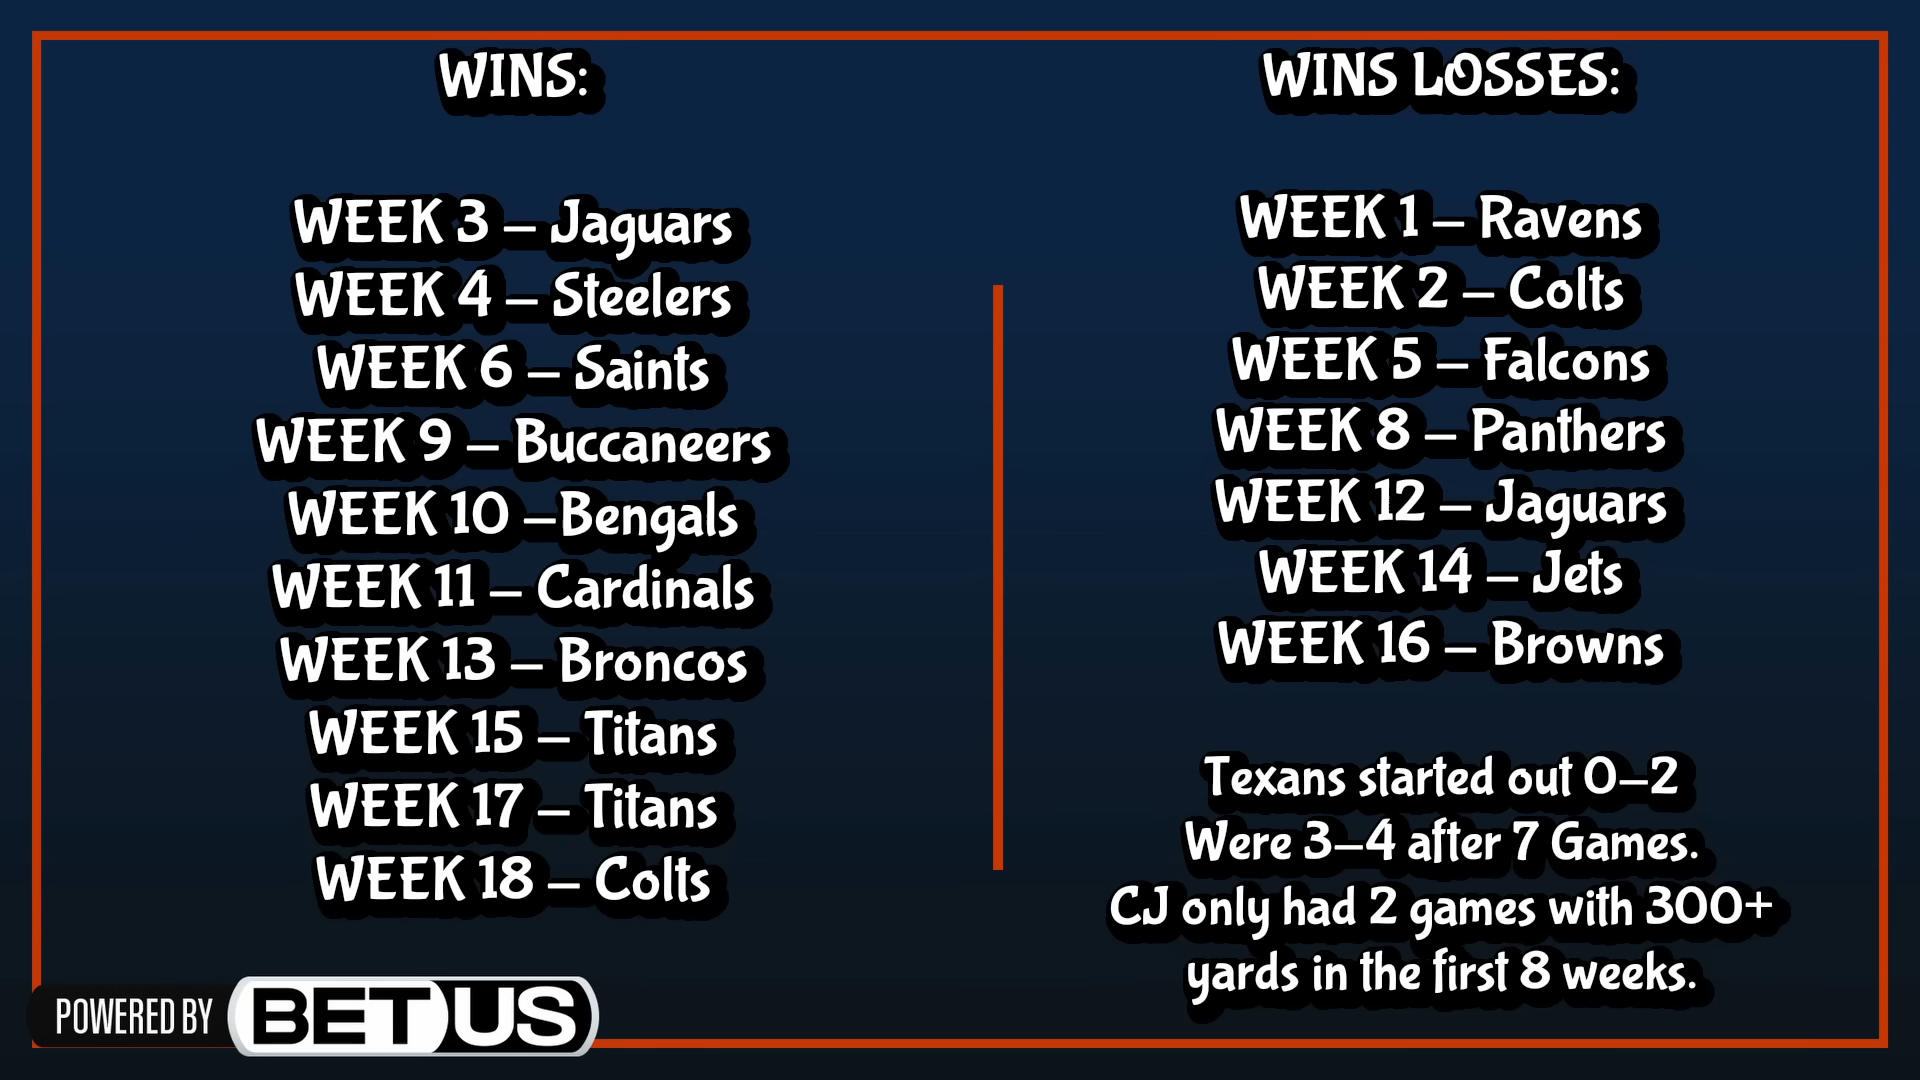 WINS:
WEEK 3 – Jaguars
WEEK 4 – Steelers
WEEK 6 – Saints
WEEK 9 – Buccaneers
WEEK 10 –Bengals
WEEK 11 – Cardinals
WEEK 13 – Broncos
WEEK 15 – Titans
WEEK 17 – Titans
WEEK 18 – Colts
WINS LOSSES:
WEEK 1 – Ravens
WEEK 2 – Colts
WEEK 5 – Falcons
WEEK 8 – Panthers
WEEK 12 – Jaguars
WEEK 14 – Jets
WEEK 16 – Browns
Texans started out 0–2
Were 3–4 after 7 Games.
CJ only had 2 games with 300+
yards in the first 8 weeks.
POWERED BY BETUS